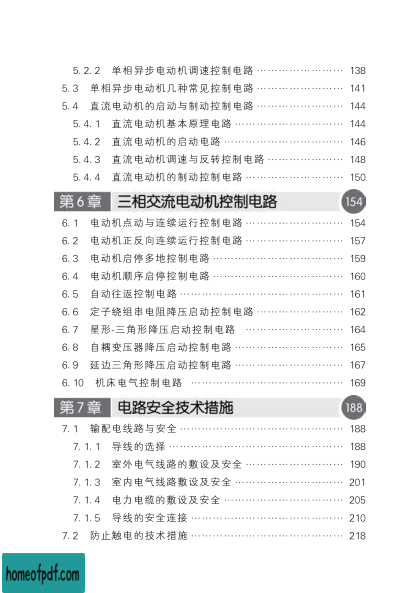 5.2.2 单相异步电动机调速控制电路 …………………… 138
5.3 单相异步电动机几种常见控制电路 …………………… 141
5.4 直流电动机的启动与制动控制电路 …………………… 144
5.4.1 直流电动机基本原理电路 ………………………… 144
5.4.2 直流电动机的启动电路 …………………………… 146
5.4.3 直流电动机调速与反转控制电路 ………………… 148
5.4.4 直流电动机的制动控制电路 ……………………… 150
第6章 三相交流电动机控制电路 154
6.1 电动机点动与连续运行控制电路 ……………………… 154
6.2 电动机正反向连续运行控制电路 ……………………… 157
6.3 电动机启停多地控制电路 ……………………………… 159
6.4 电动机顺序启停控制电路 ……………………………… 160
6.5 自动往返控制电路 ……………………………………… 161
6.6 定子绕组串电阻降压启动控制电路 …………………… 162
6.7 星形-三角形降压启动控制电路 ……………………… 164
6.8 自耦变压器降压启动控制电路 ………………………… 165
6.9 延边三角形降压启动控制电路 ………………………… 167
6.10 机床电气控制电路 …………………………………… 169
第7章 电路安全技术措施 188
7.1 输配电线路与安全 ……………………………………… 188
7.1.1 导线的选择 ………………………………………… 188
7.1.2 室外电气线路的敷设及安全 ……………………… 190
7.1.3 室内电气线路敷设及安全 ………………………… 201
7.1.4 电力电缆的敷设及安全 …………………………… 205
7.1.5 导线的安全连接 …………………………………… 210
7.2 防止触电的技术措施 …………………………………… 218
homeofpdf.com